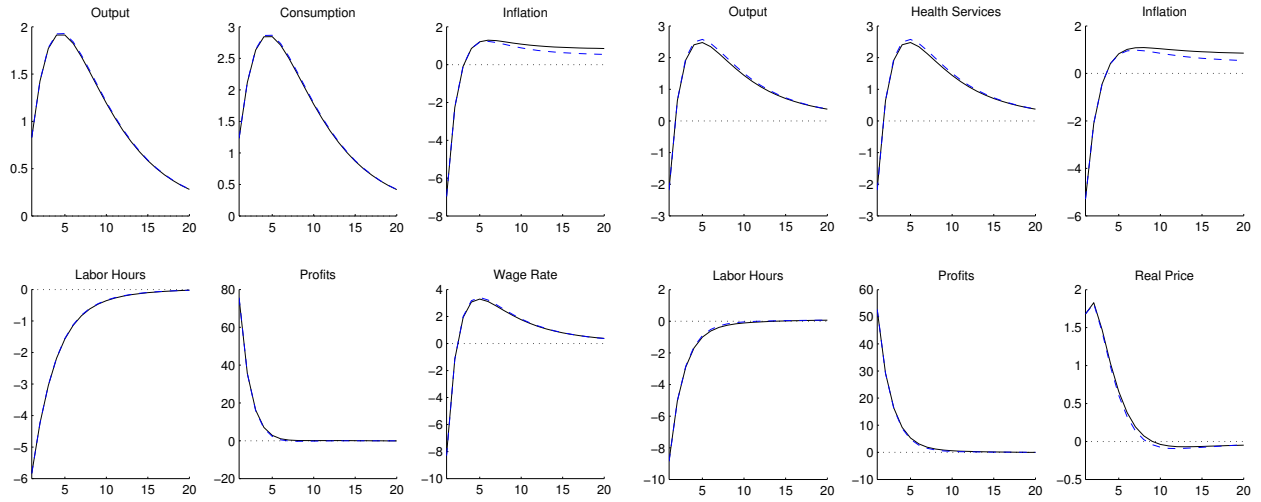 Output Consumption Inflation Output Health Services Inflation
2 3 2 3 3 2
2.5 0 2 2 0
1.5 2 −2 1 1
1 1.5 0 0 −2
−4 −1 −1
0.5 1 −6 −2 −2 −4
0.5
0 0 −8 −3 −3 −6
5 10 15 20 5 10 15 20 5 10 15 20 5 10 15 20 5 10 15 20 5 10 15 20
Labor Hours Profits Wage Rate Labor Hours Profits Real Price
0 80 4 2 60 2
−1 60 2 0 50 1.5
−2 40 0 −2 40
−3 −2 −4 30 1
20 −4 20 0.5
−4 −6 −6 10
−5 0 −8 −8 0 0
−6 −20 −10 −10 −10 −0.5
5 10 15 20 5 10 15 20 5 10 15 20 5 10 15 20 5 10 15 20 5 10 15 20